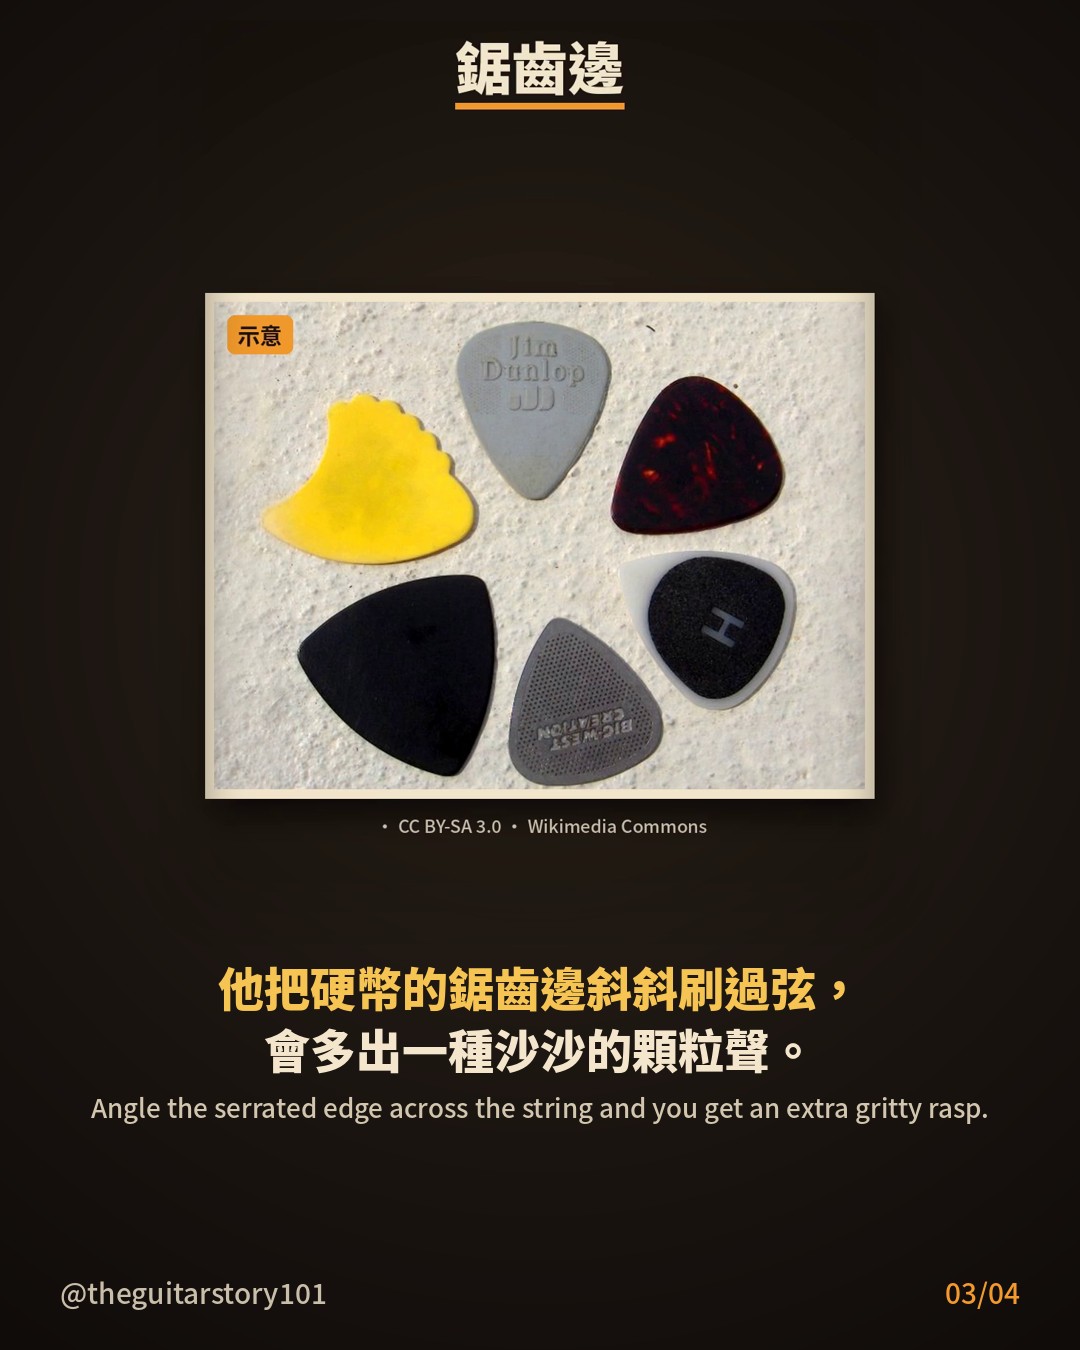 鋸齒邊
示意
Jim
Dunlop
H
BIG-WEST
CREATION
・ CC BY-SA 3.0 ・ Wikimedia Commons
他把硬幣的鋸齒邊斜斜刷過弦，
會多出一種沙沙的顆粒聲。
Angle the serrated edge across the string and you get an extra gritty rasp.
@theguitarstory101
03/04